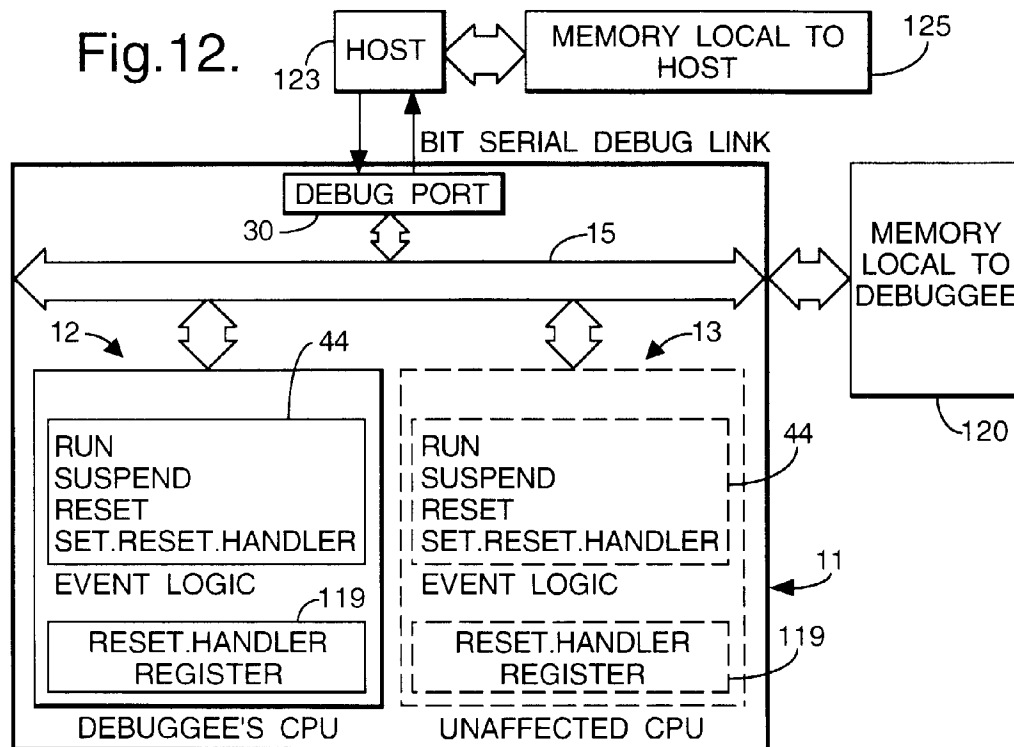 Fig.12.
HOST
123
MEMORY LOCAL TO
HOST
125
BIT SERIAL DEBUG LINK
DEBUG PORT
30
15
MEMORY
LOCAL TO
DEBUGGEE
120
12
44
13
RUN
SUSPEND
RESET
SET.RESET.HANDLER
EVENT LOGIC
119
RESET.HANDLER
REGISTER
DEBUGGEE'S CPU
RUN
SUSPEND
RESET
SET.RESET.HANDLER
44
EVENT LOGIC
11
RESET.HANDLER
REGISTER
119
UNAFFECTED CPU